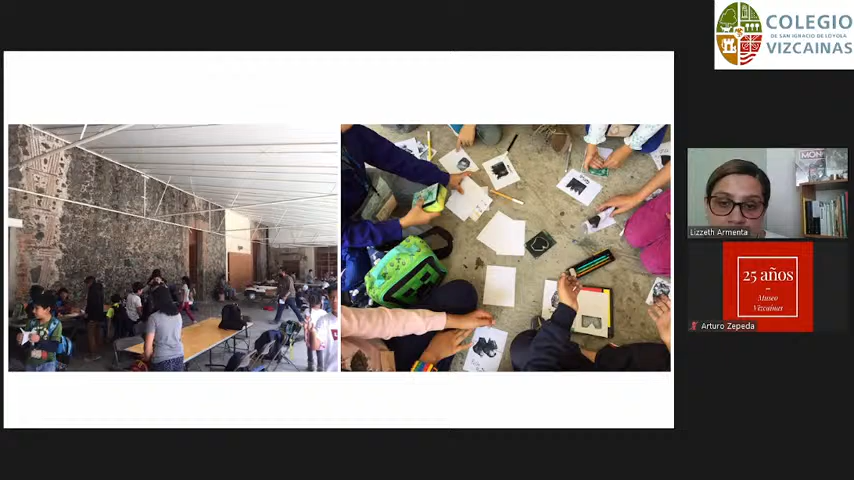 COLEGIO
DE SAN IGNACIO DE LOYOLA
VIZCAINAS
Lizzeth Armenta
25 años
Museo
Vizcaínas
Arturo Zepeda